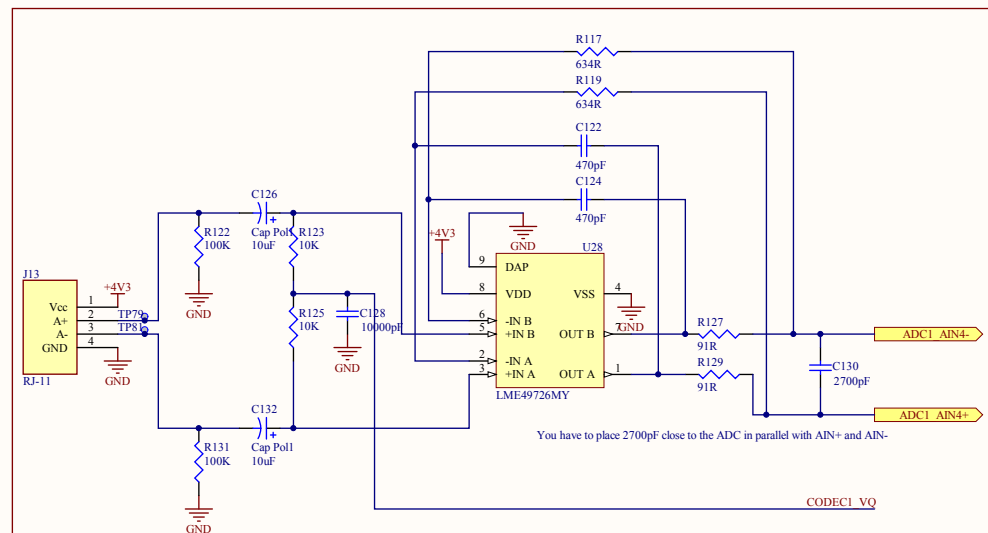 R117
634R
R119
634R
C122
470pF
C124
470pF
C126
Cap Pol1
10uF
R122
100K
R123
10K
+4V3
GND
U28
9 DAP
8 VDD
VSS 4
GND
6 -IN B
5 +IN B
OUT B 7
2 -IN A
3 +IN A
OUT A 1
LME49726MY
GND
J13
+4V3
Vcc 1
A+ 2 TP79
A- 3 TP81
GND 4
RJ-11
GND
R125
10K
C128
10000pF
GND
R127
91R
R129
91R
C130
2700pF
ADC1_AIN4-
ADC1_AIN4+
C132
Cap Pol1
10uF
R131
100K
GND
You have to place 2700pF close to the ADC in parallel with AIN+ and AIN-
CODEC1_VQ